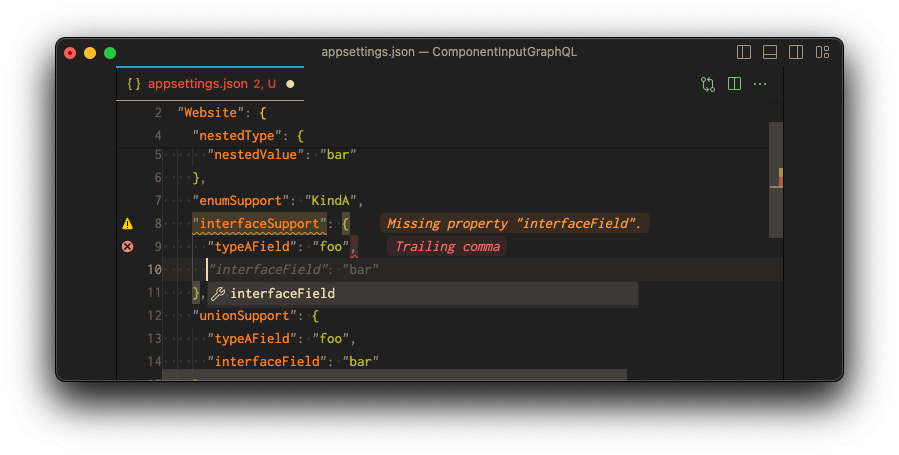 appsettings.json — ComponentInputGraphQL
{ } appsettings.json 2, U
2 "Website": {
4 "nestedType": {
5 "nestedValue": "bar"
6 },
7 "enumSupport": "KindA",
8 "interfaceSupport": { Missing property "interfaceField".
9 "typeAField": "foo", Trailing comma
10 "interfaceField": "bar"
11 }, interfaceField
12 "unionSupport": {
13 "typeAField": "foo",
14 "interfaceField": "bar"